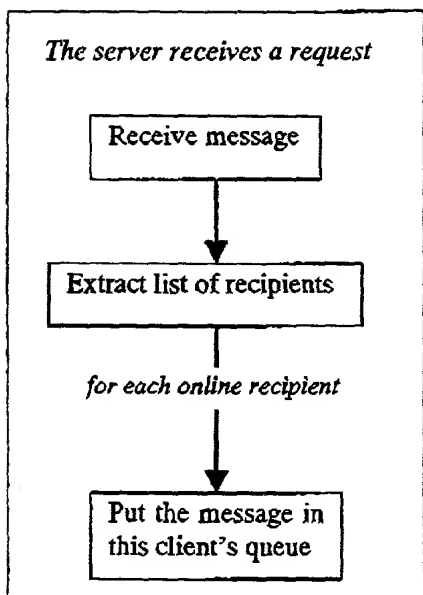 The server receives a request
Receive message
Extract list of recipients
for each online recipient
Put the message in
this client's queue